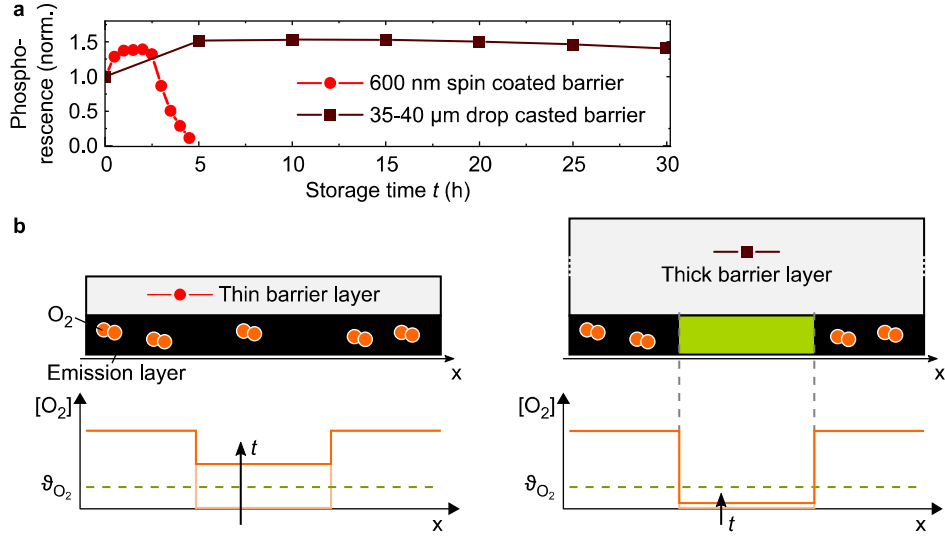 a
Phospho-
rescence (norm.)
1.5
1.0
0.5
0.0
0 5 10 15 20 25 30
Storage time t (h)
600 nm spin coated barrier
35-40 µm drop casted barrier
b
Thin barrier layer
O₂
Emission layer
x
[O₂]
t
ϑO₂
x
Thick barrier layer
x
[O₂]
ϑO₂
t
x